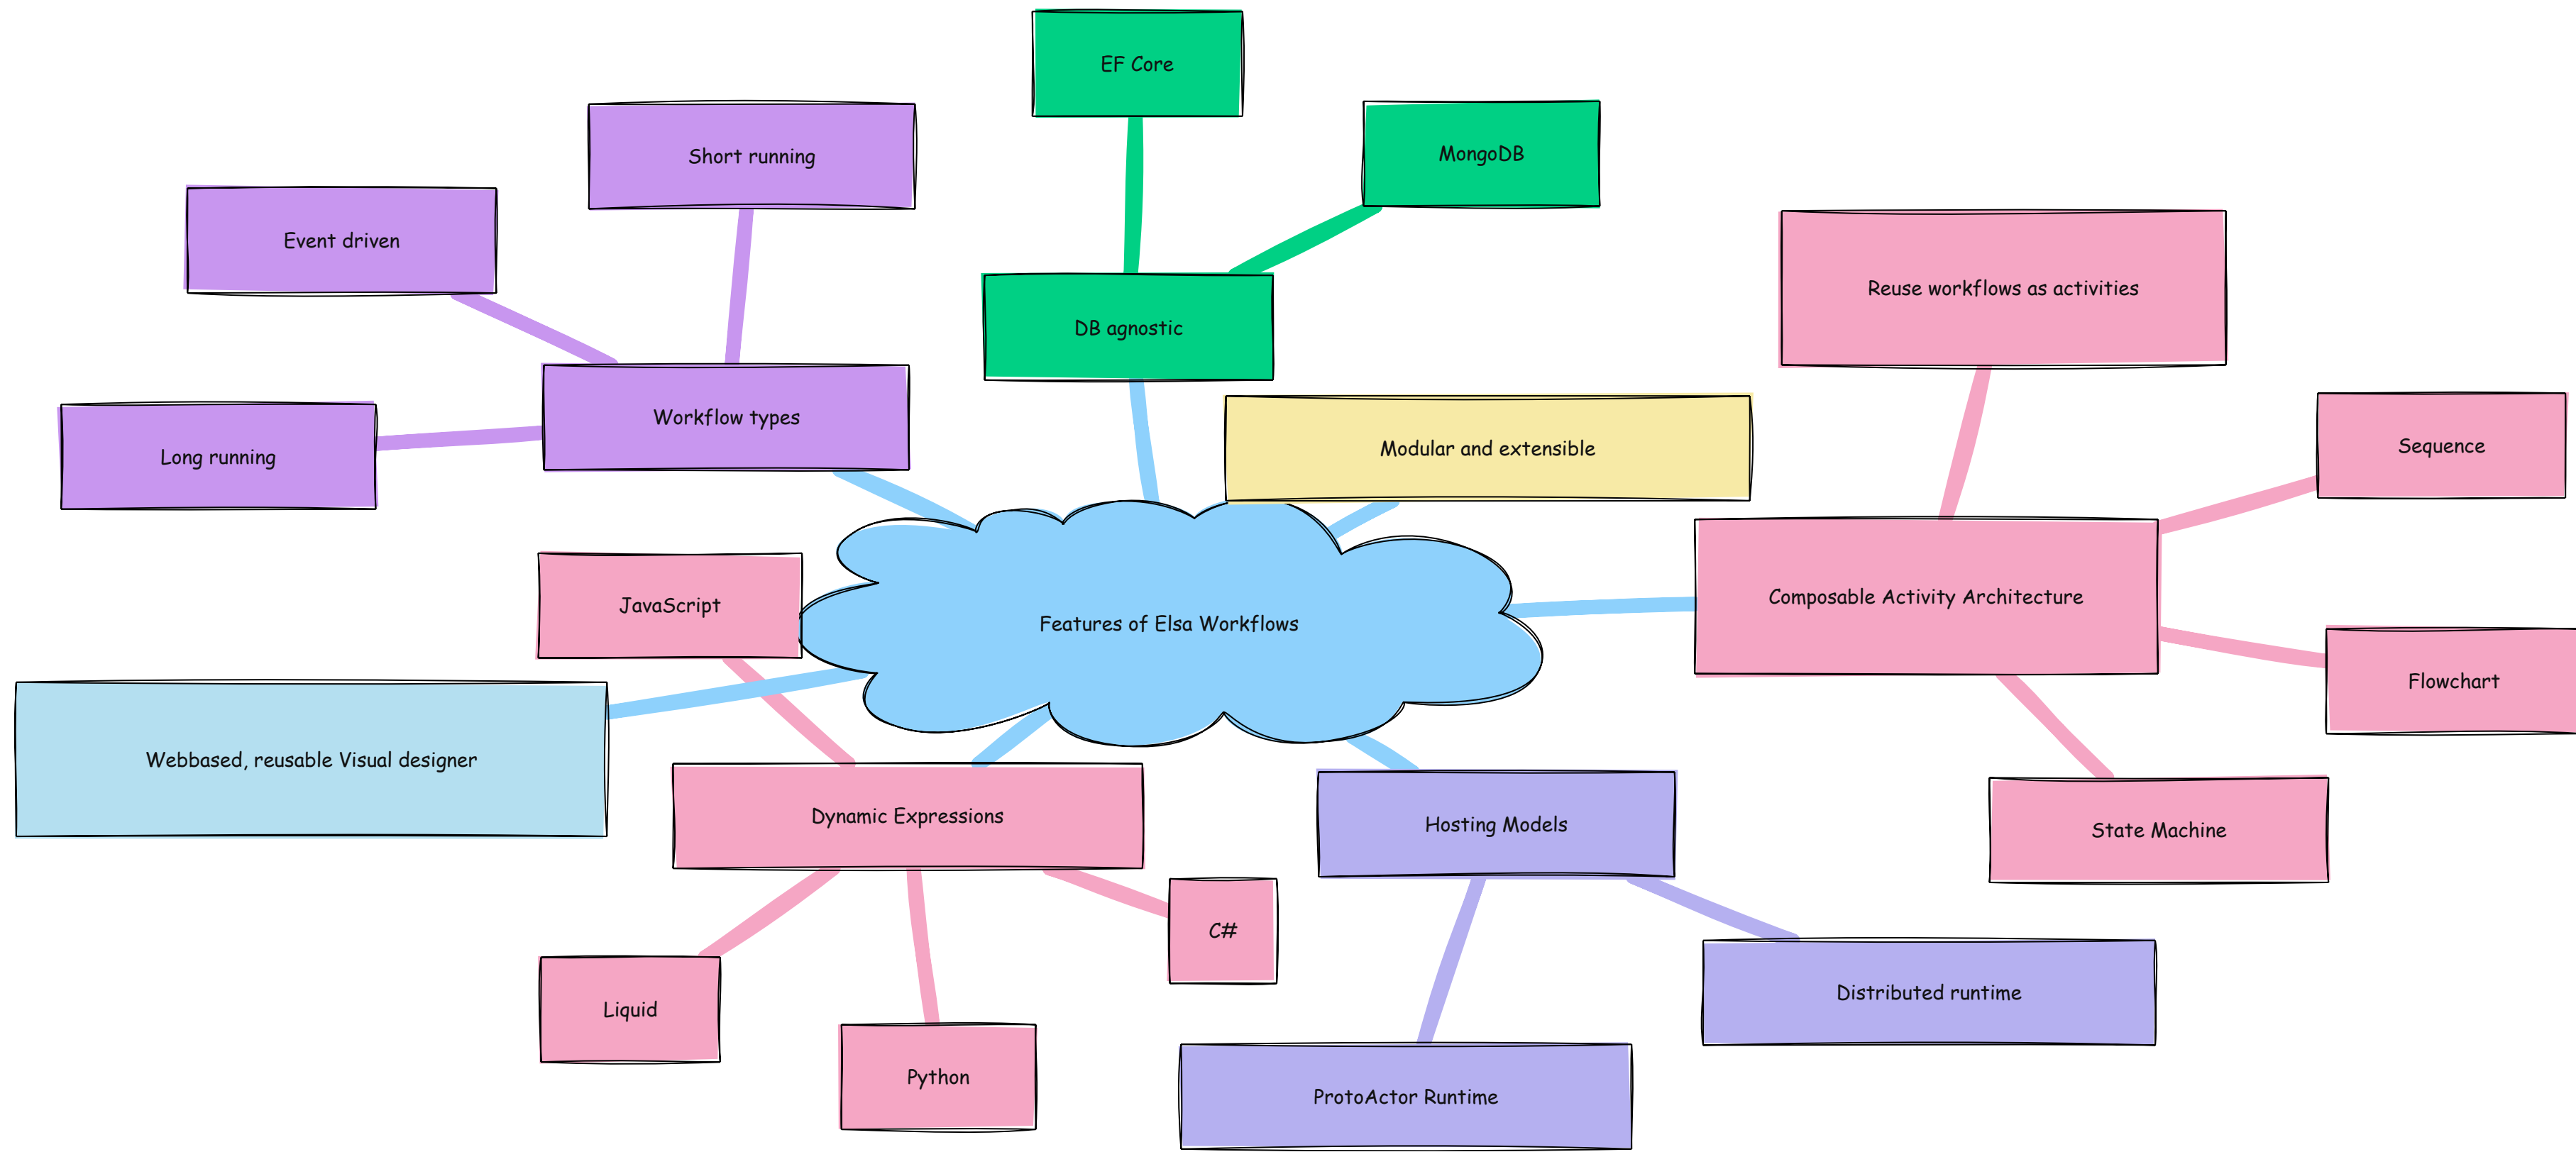 EF Core
MongoDB
Short running
Event driven
Reuse workflows as activities
DB agnostic
Workflow types
Sequence
Modular and extensible
Long running
Composable Activity Architecture
JavaScript
Features of Elsa Workflows
Flowchart
Webbased, reusable Visual designer
Dynamic Expressions
Hosting Models
State Machine
C#
Distributed runtime
Liquid
Python
ProtoActor Runtime